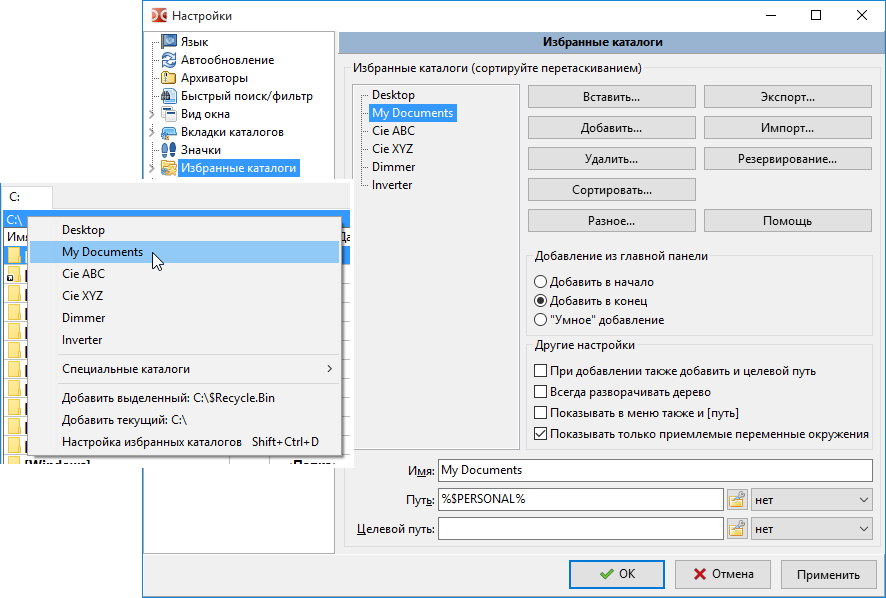 Настройки
Язык
Автообновление
Архиваторы
Быстрый поиск/фильтр
Вид окна
Вкладки каталогов
Значки
Избранные каталоги
Избранные каталоги
Избранные каталоги (сортируйте перетаскиванием)
Desktop
My Documents
Cie ABC
Cie XYZ
Dimmer
Inverter
Вставить...
Экспорт...
Добавить...
Импорт...
Удалить...
Резервирование...
Сортировать...
Разное...
Помощь
Добавление из главной панели
Добавить в начало
Добавить в конец
"Умное" добавление
Другие настройки
При добавлении также добавить и целевой путь
Всегда разворачивать дерево
Показывать в меню также и [путь]
Показывать только приемлемые переменные окружения
Имя: My Documents
Путь: %$PERSONAL% нет
Целевой путь: нет
OK
Отмена
Применить
C:
C:\
Desktop
My Documents
Cie ABC
Cie XYZ
Dimmer
Inverter
Специальные каталоги
Добавить выделенный: C:\$Recycle.Bin
Добавить текущий: C:\
Настройка избранных каталогов Shift+Ctrl+D
[Windows]